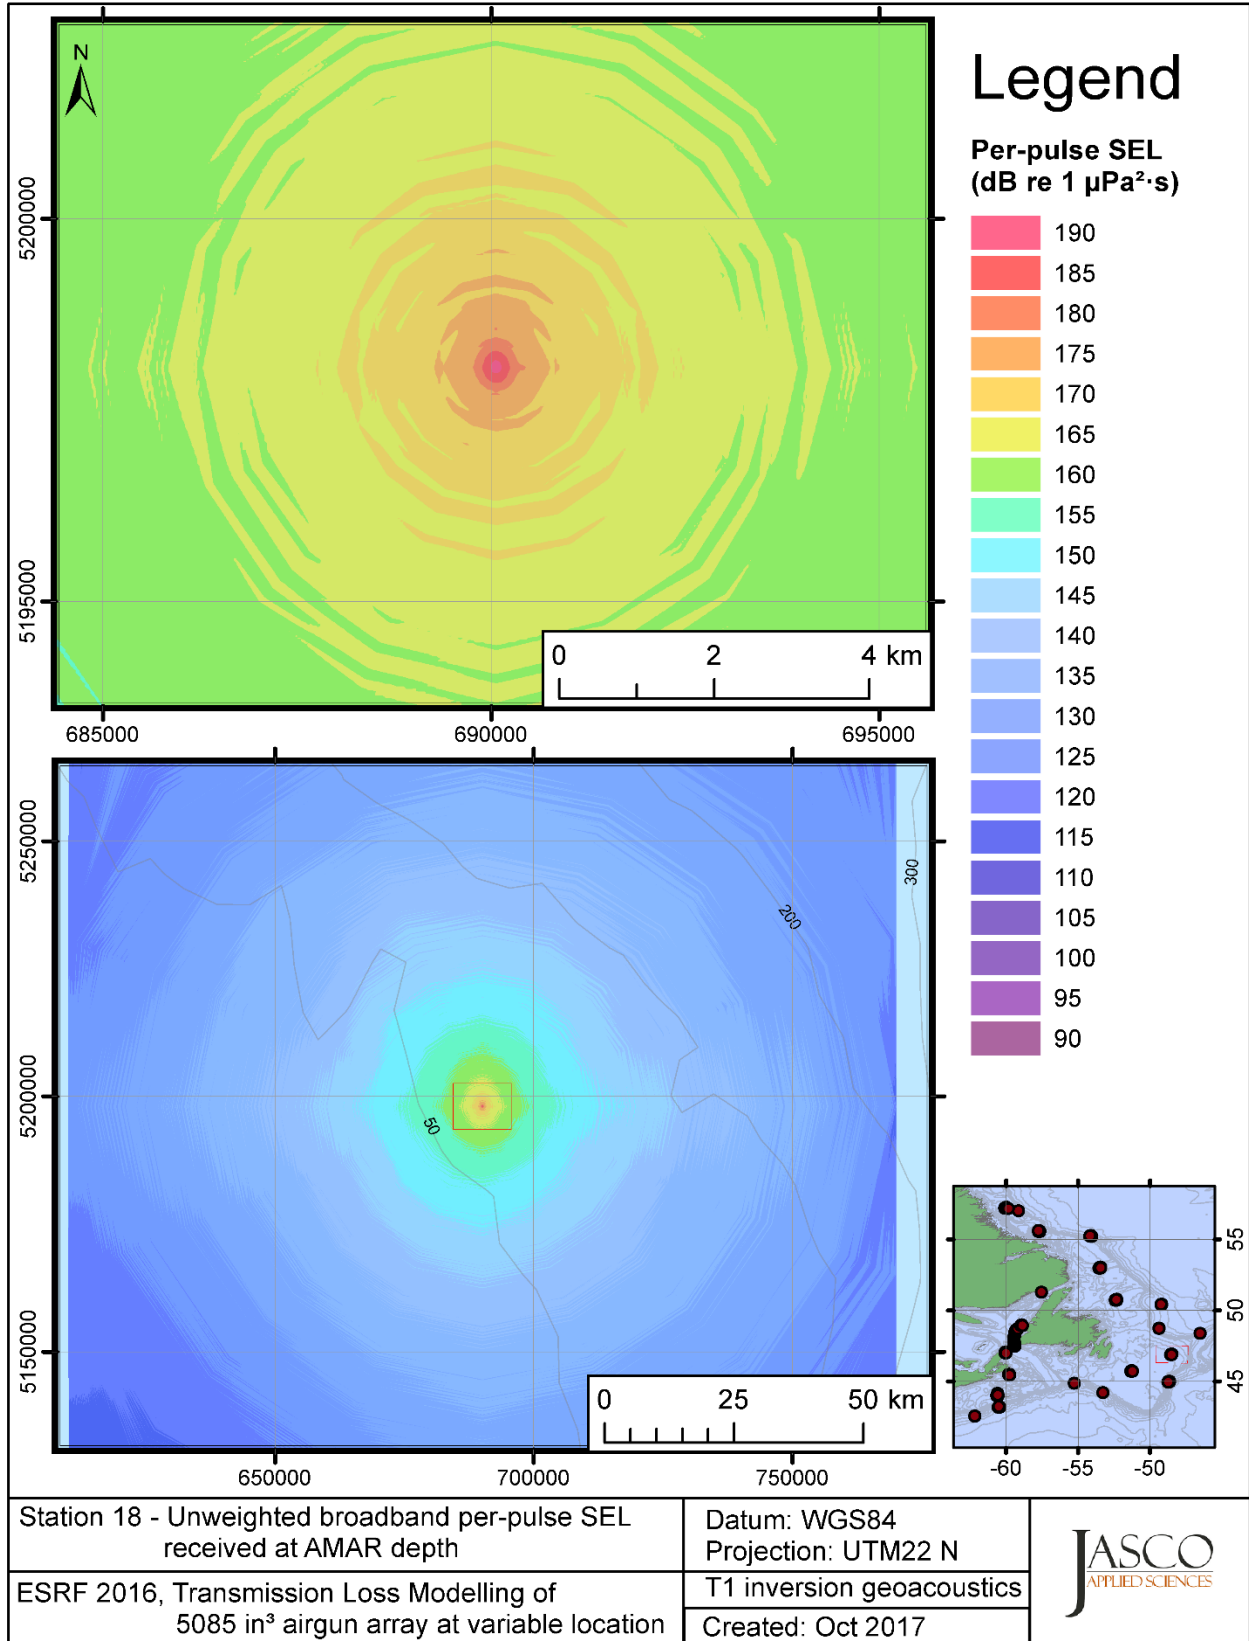 N
5200000
5195000
0 2 4 km
685000 690000 695000
Legend
Per-pulse SEL
(dB re 1 µPa²·s)
190
185
180
175
170
165
160
155
150
145
140
135
130
125
120
115
110
105
100
95
90
5250000
5200000
5150000
300
200
50
0 25 50 km
650000 700000 750000
55
50
45
-60 -55 -50
Station 18 - Unweighted broadband per-pulse SEL
received at AMAR depth
ESRF 2016, Transmission Loss Modelling of
5085 in³ airgun array at variable location
Datum: WGS84
Projection: UTM22 N
T1 inversion geoacoustics
Created: Oct 2017
JASCO
APPLIED SCIENCES